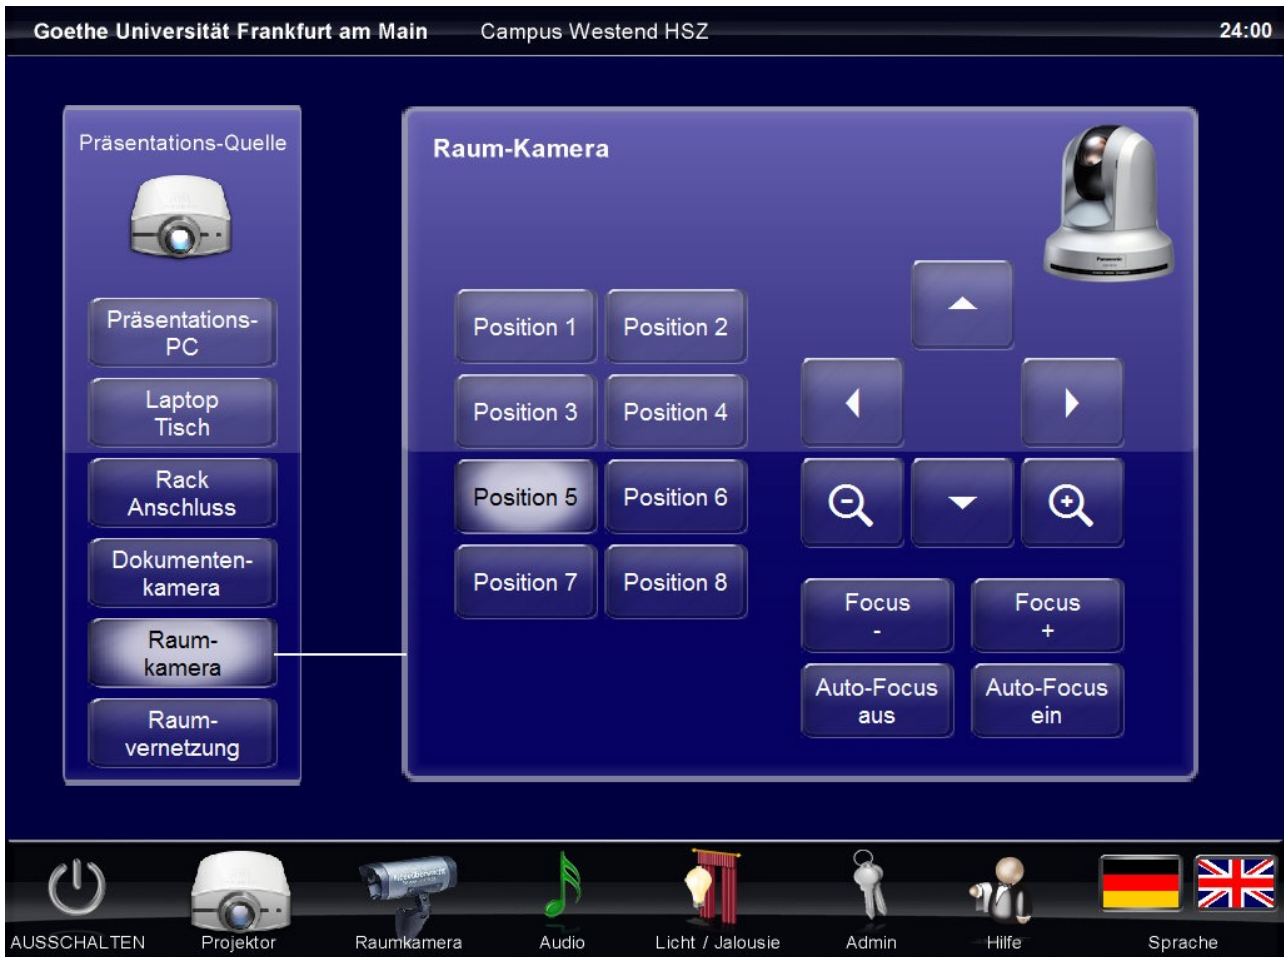 Goethe Universität Frankfurt am Main Campus Westend HSZ 24:00
Präsentations-Quelle
Präsentations-
PC
Laptop
Tisch
Rack
Anschluss
Dokumenten-
kamera
Raum-
kamera
Raum-
vernetzung
Raum-Kamera
Panasonic
Position 1 Position 2
Position 3 Position 4
Position 5 Position 6
Position 7 Position 8
Focus
-
Focus
+
Auto-Focus
aus
Auto-Focus
ein
AUSSCHALTEN Projektor Raumkamera Audio Licht / Jalousie Admin Hilfe Sprache